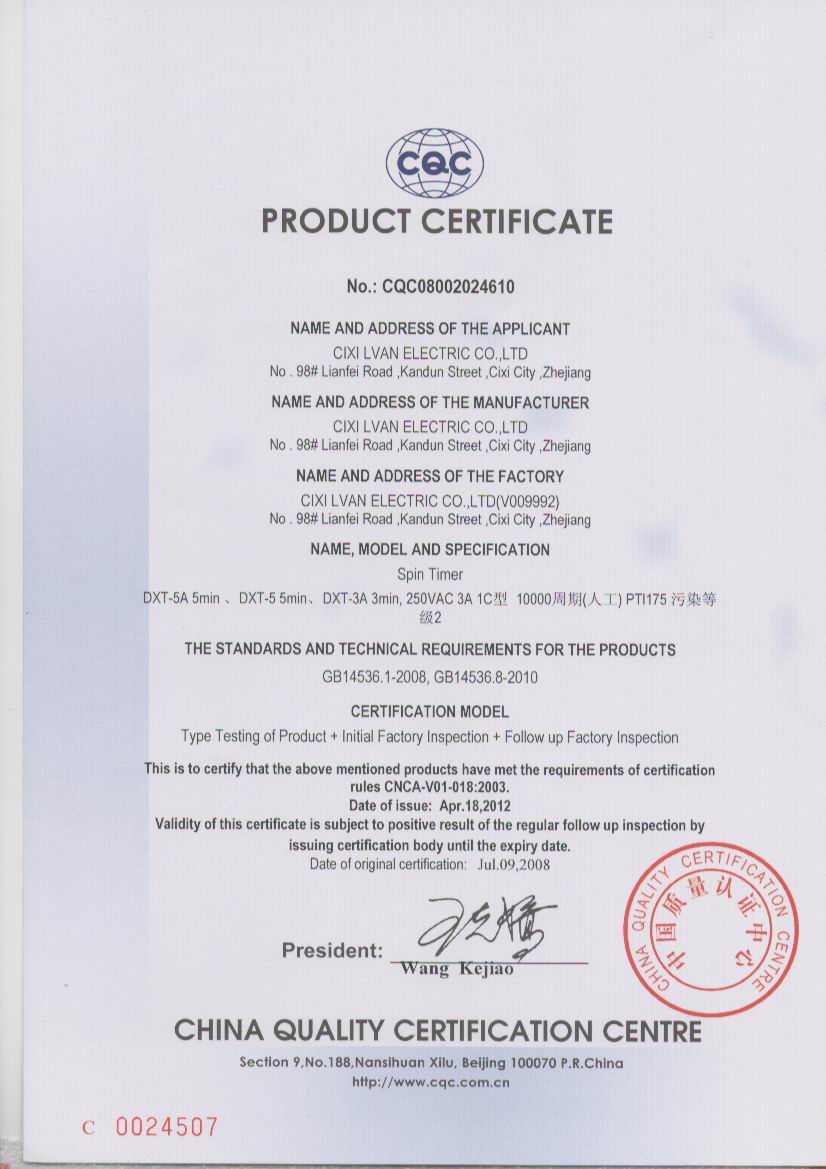 CQC
PRODUCT CERTIFICATE
No.: CQC08002024610
NAME AND ADDRESS OF THE APPLICANT
CIXI LVAN ELECTRIC CO.,LTD
No . 98# Lianfei Road ,Kandun Street ,Cixi City ,Zhejiang
NAME AND ADDRESS OF THE MANUFACTURER
CIXI LVAN ELECTRIC CO.,LTD
No . 98# Lianfei Road ,Kandun Street ,Cixi City ,Zhejiang
NAME AND ADDRESS OF THE FACTORY
CIXI LVAN ELECTRIC CO.,LTD(V009992)
No . 98# Lianfei Road ,Kandun Street ,Cixi City ,Zhejiang
NAME, MODEL AND SPECIFICATION
Spin Timer
DXT-5A 5min 、DXT-5 5min、DXT-3A 3min, 250VAC 3A 1C型 10000周期(人工) PTI175 污染等
级2
THE STANDARDS AND TECHNICAL REQUIREMENTS FOR THE PRODUCTS
GB14536.1-2008, GB14536.8-2010
CERTIFICATION MODEL
Type Testing of Product + Initial Factory Inspection + Follow up Factory Inspection
This is to certify that the above mentioned products have met the requirements of certification
rules CNCA-V01-018:2003.
Date of issue: Apr.18,2012
Validity of this certificate is subject to positive result of the regular follow up inspection by
issuing certification body until the expiry date.
Date of original certification: Jul.09,2008
CHINA QUALITY CERTIFICATION CENTRE
中国质量认证中心
President:
Wang Kejiao
CHINA QUALITY CERTIFICATION CENTRE
Section 9,No.188,Nansihuan Xilu, Beijing 100070 P.R.China
http://www.cqc.com.cn
C 0024507